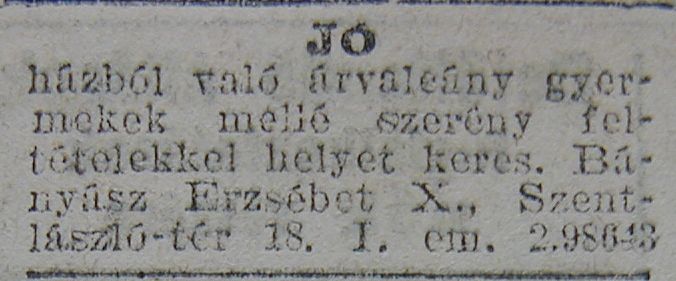 JÓ
házból való árvaleány gyer-
mekek mellé szerény fel-
tételekkel helyet keres. Bá-
nyász Erzsébet X., Szent-
lászló-tér 18. I. em. 2.98643